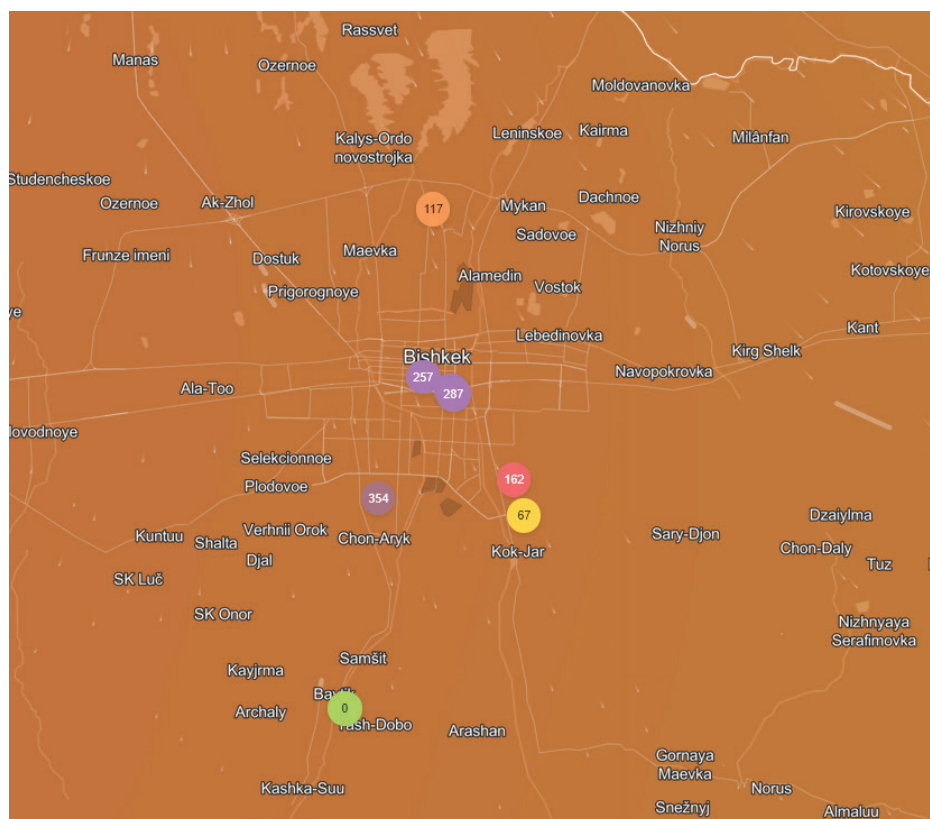 Rassvet
Manas
Ozernoe
Moldovanovka
Kalys-Ordo
novostrojka
Leninskoe
Kairma
Milânfan
Studencheskoe
Ozernoe
Ak-Zhol
117
Mykan
Dachnoe
Kirovskoye
Sadovoe
Nizhniy
Norus
Frunze imeni
Dostuk
Maevka
Alamedin
Kotovskoye
Prigorognoye
Vostok
ye
Lebedinovka
Kant
Bishkek
Kirg Shelk
257
287
Navopokrovka
Ala-Too
lovodnoye
Selekcionnoe
162
Plodovoe
354
67
Dzaiylma
Kuntuu
Shalta
Verhnii Orok
Chon-Aryk
Sary-Djon
Chon-Daly
Kok-Jar
Djal
Tuz
SK Luč
SK Onor
Nizhnyaya
Serafimovka
Samšit
Kayjrma
0
Archaly
Tash-Dobo
Arashan
Gornaya
Maevka
Kashka-Suu
Norus
Snežnyj
Almaluu